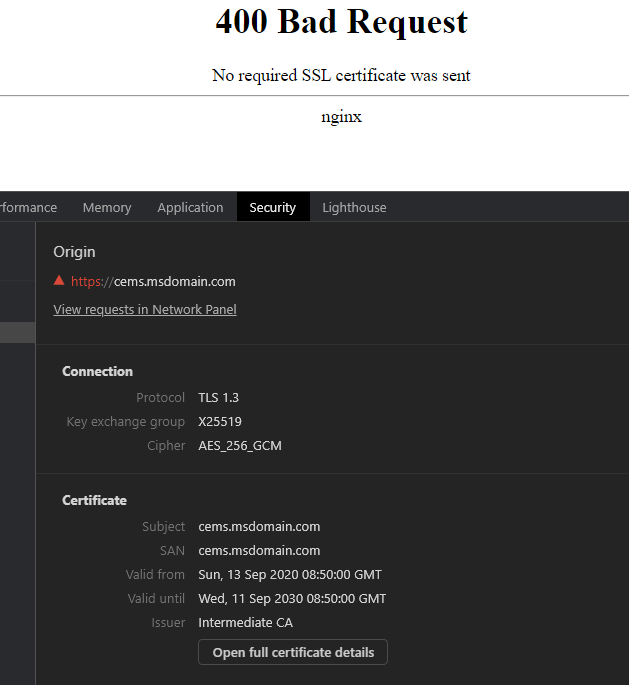 400 Bad Request
No required SSL certificate was sent
nginx
rformance Memory Application Security Lighthouse
Origin
https://cems.msdomain.com
View requests in Network Panel
Connection
Protocol TLS 1.3
Key exchange group X25519
Cipher AES_256_GCM
Certificate
Subject cems.msdomain.com
SAN cems.msdomain.com
Valid from Sun, 13 Sep 2020 08:50:00 GMT
Valid until Wed, 11 Sep 2030 08:50:00 GMT
Issuer Intermediate CA
Open full certificate details